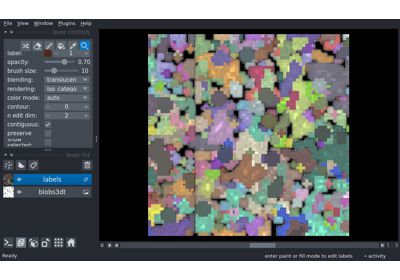 File View Window Plugins Help
layer controls
label: 1
opacity: 0.70
brush size: 10
blending: translucen
rendering: iso_catego
color mode: auto
contour: 0
n edit dim: 2
contiguous:
preserve
selected:
layer list
labels
blobs3dt
Ready
enter paint or fill mode to edit labels
activity